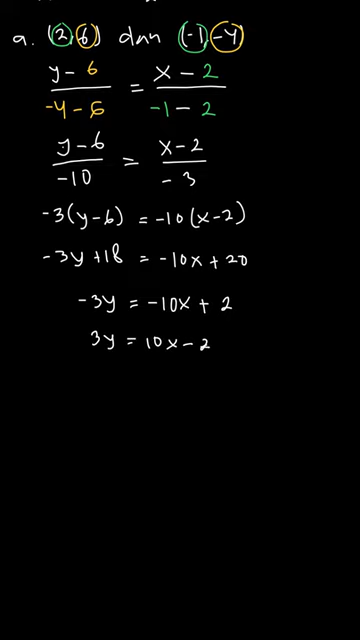 a. (2,6) dan (-1,-4)
y - 6 / -4 - 6 = x - 2 / -1 - 2
y - 6 / -10 = x - 2 / -3
-3(y-6) = -10(x-2)
-3y + 18 = -10x + 20
-3y = -10x + 2
3y = 10x - 2